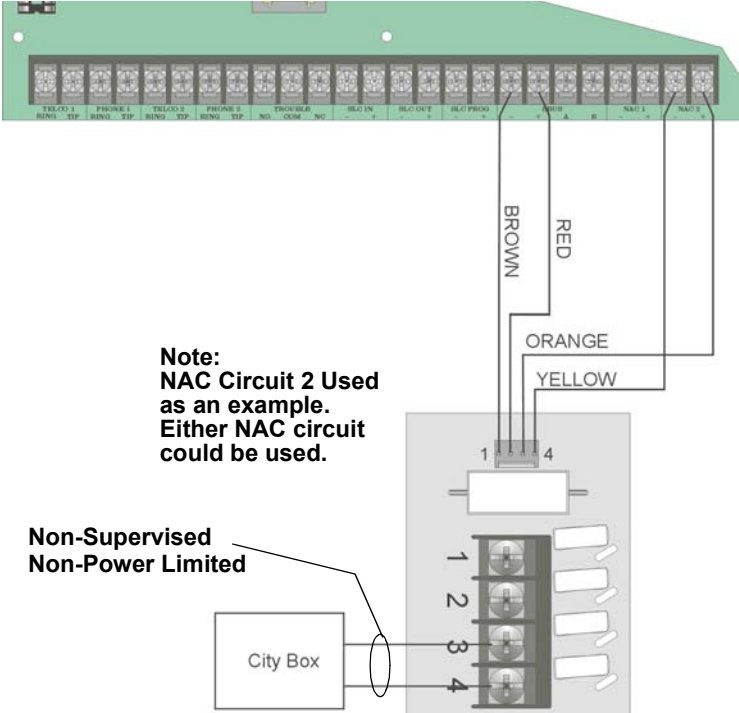 TELCO 1 PHONE 1 TELCO 2 PHONE 2 TROUBLE SLC IN SLC OUT SLC PROG SBUS NAC 1 NAC 2
RING TIP RING TIP RING TIP RING TIP NO COM NC - + - + - + - + A B - + - +
BROWN
RED
ORANGE
YELLOW
Note:
NAC Circuit 2 Used
as an example.
Either NAC circuit
could be used.
1 4
Non-Supervised
Non-Power Limited
1
2
3
4
City Box